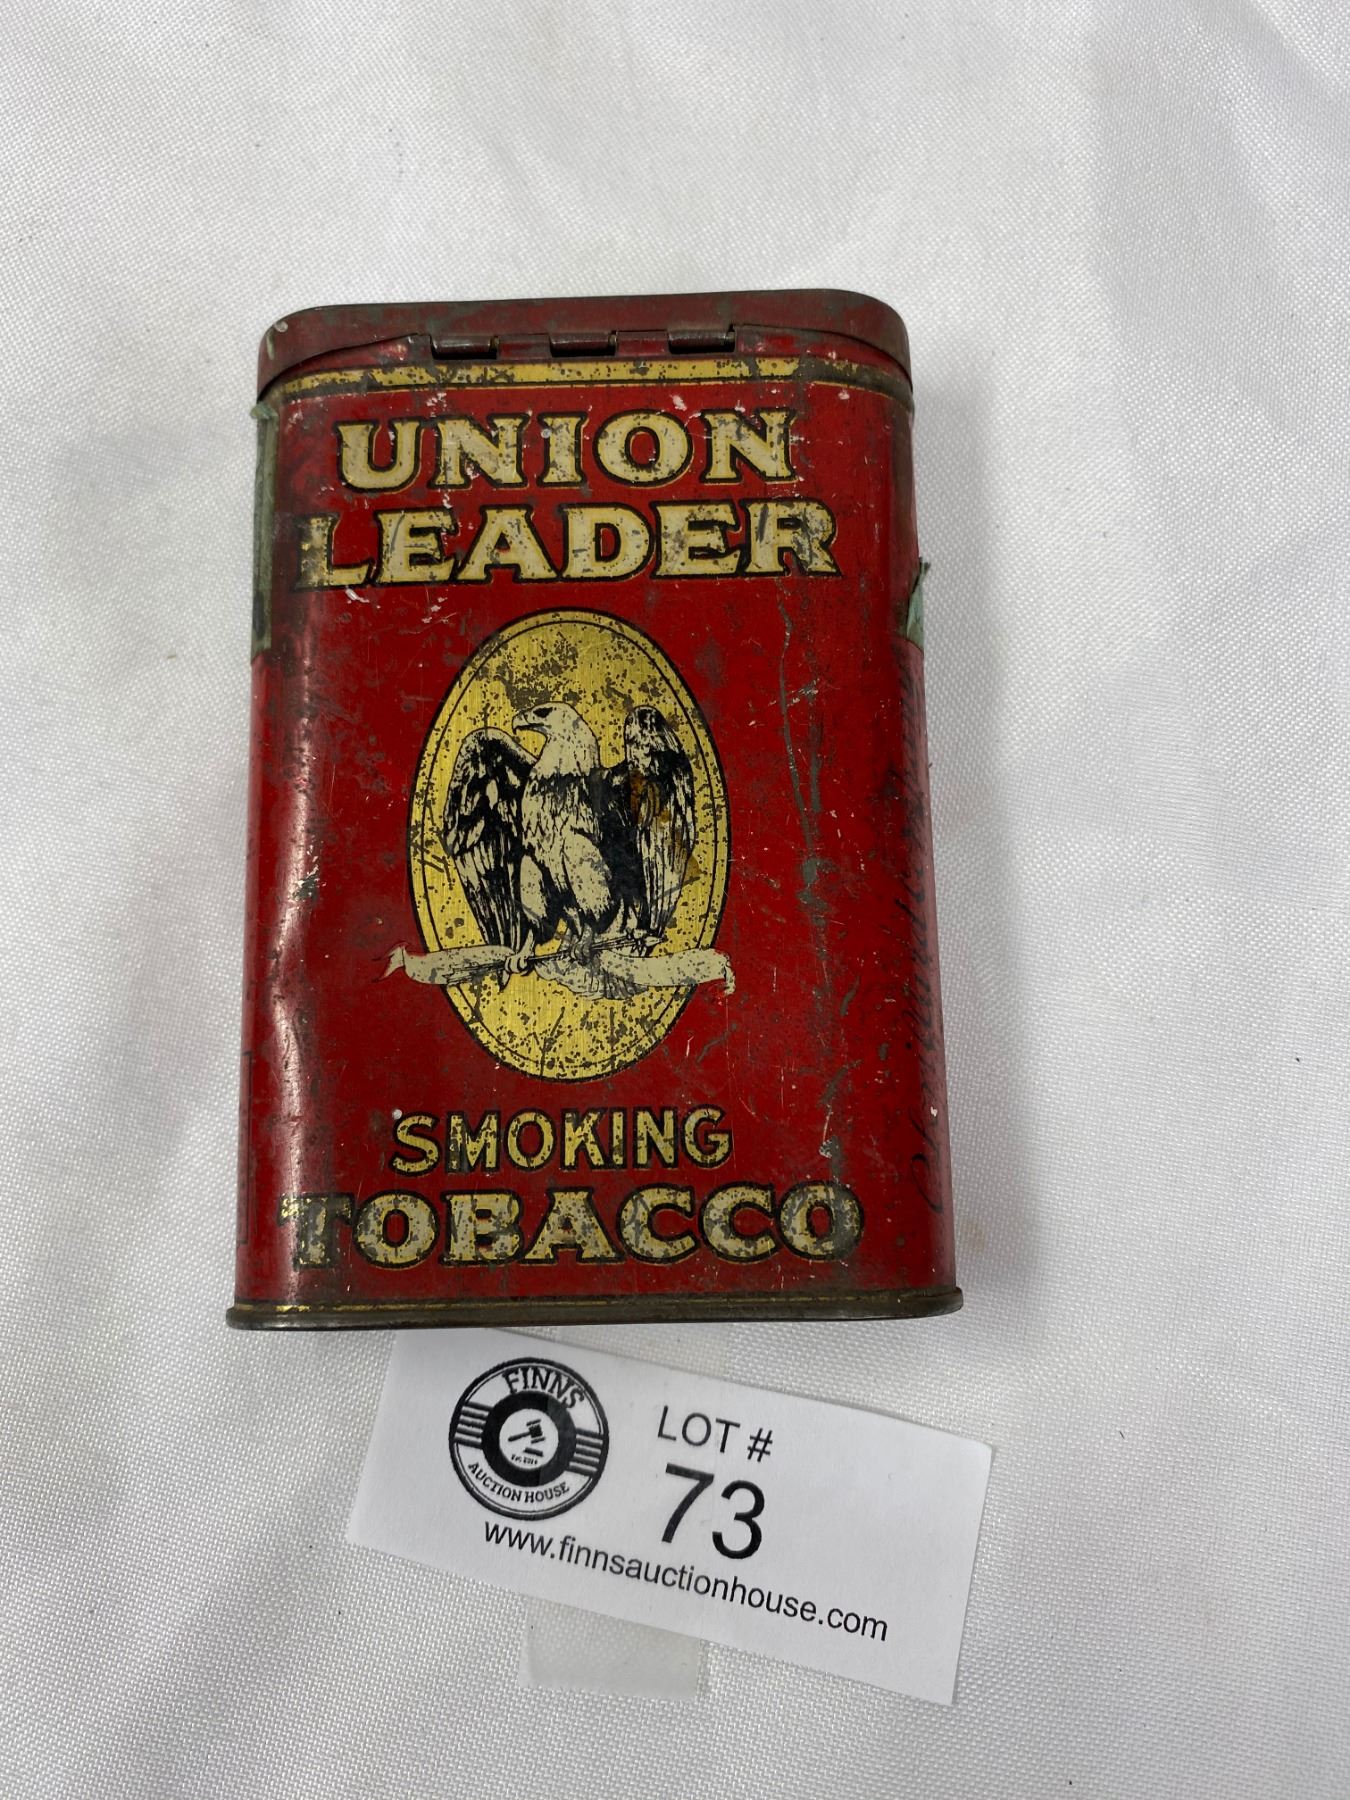 UNION
LEADER
SMOKING
TOBACCO
FINNS
AUCTION HOUSE
LOT #
73
www.finnsauctionhouse.com